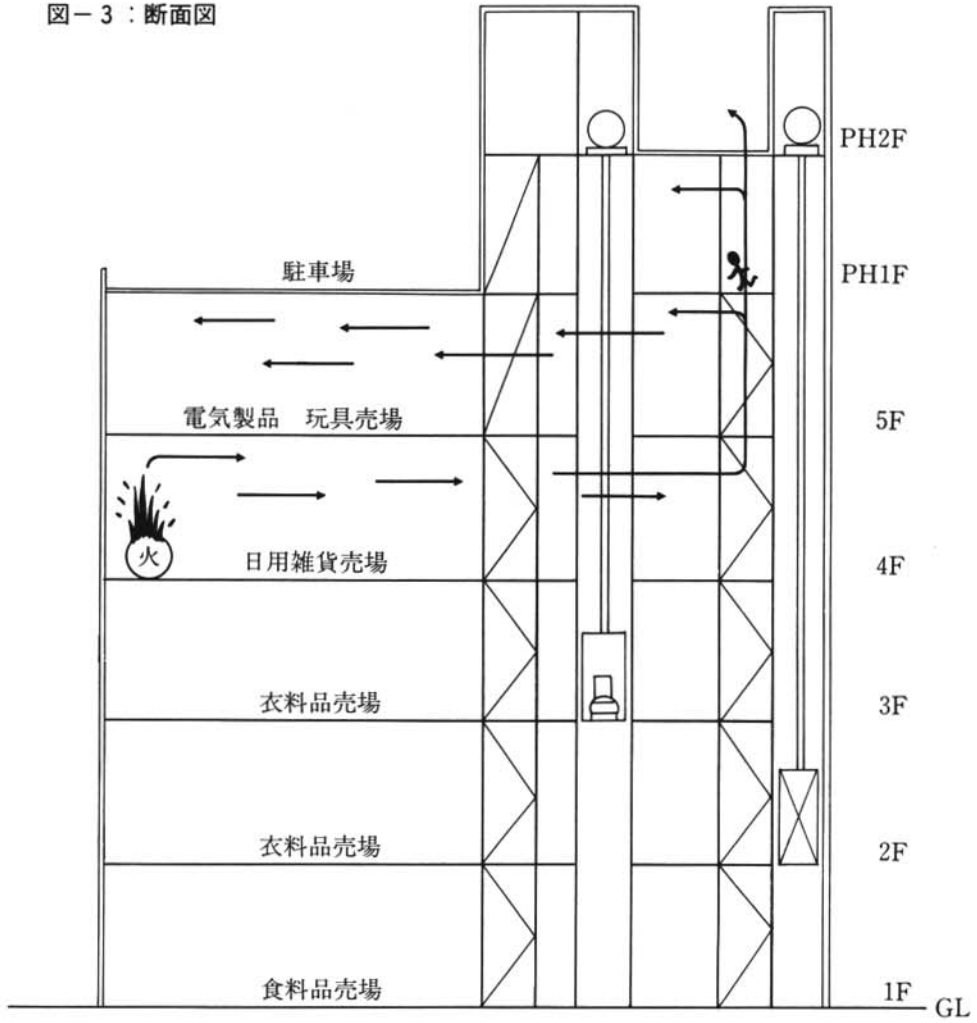 図－3：断面図
PH2F
駐車場
PH1F
電気製品　玩具売場
5F
火
日用雑貨売場
4F
衣料品売場
3F
衣料品売場
2F
食料品売場
1F
GL